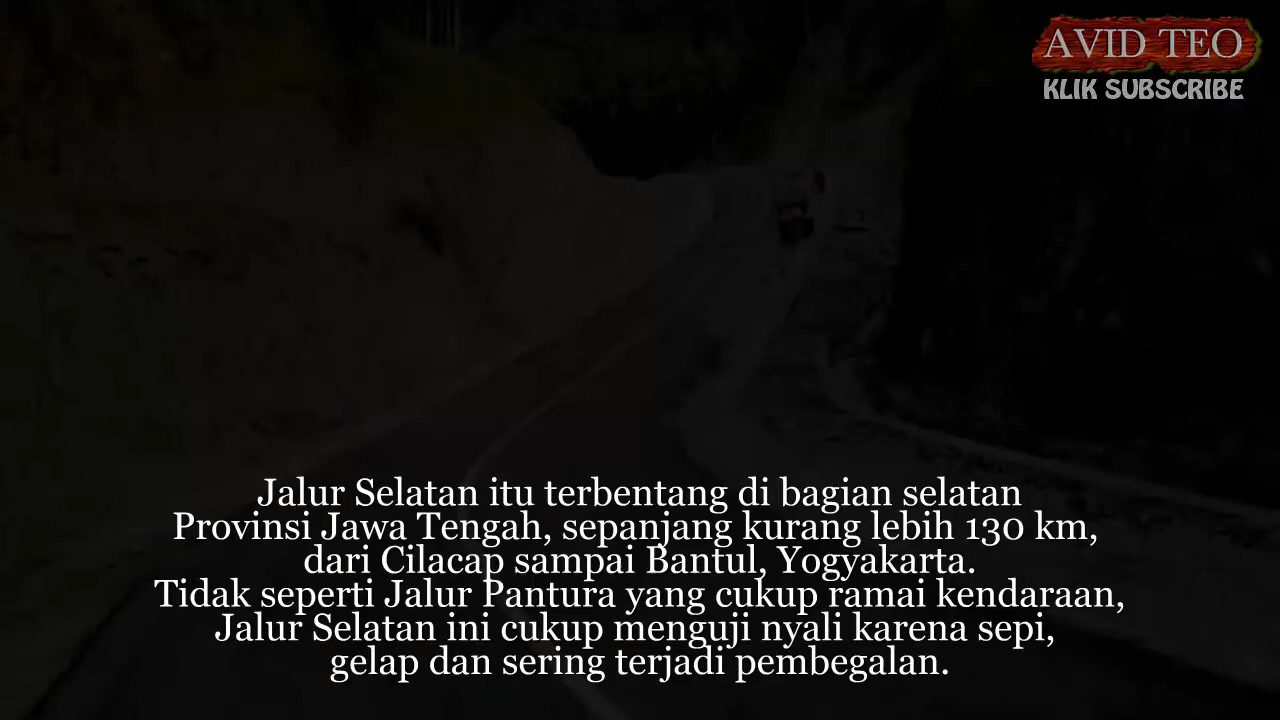 AVID TEO
KLIK SUBSCRIBE
Jalur Selatan itu terbentang di bagian selatan
Provinsi Jawa Tengah, sepanjang kurang lebih 130 km,
dari Cilacap sampai Bantul, Yogyakarta.
Tidak seperti Jalur Pantura yang cukup ramai kendaraan,
Jalur Selatan ini cukup menguji nyali karena sepi,
gelap dan sering terjadi pembegalan.